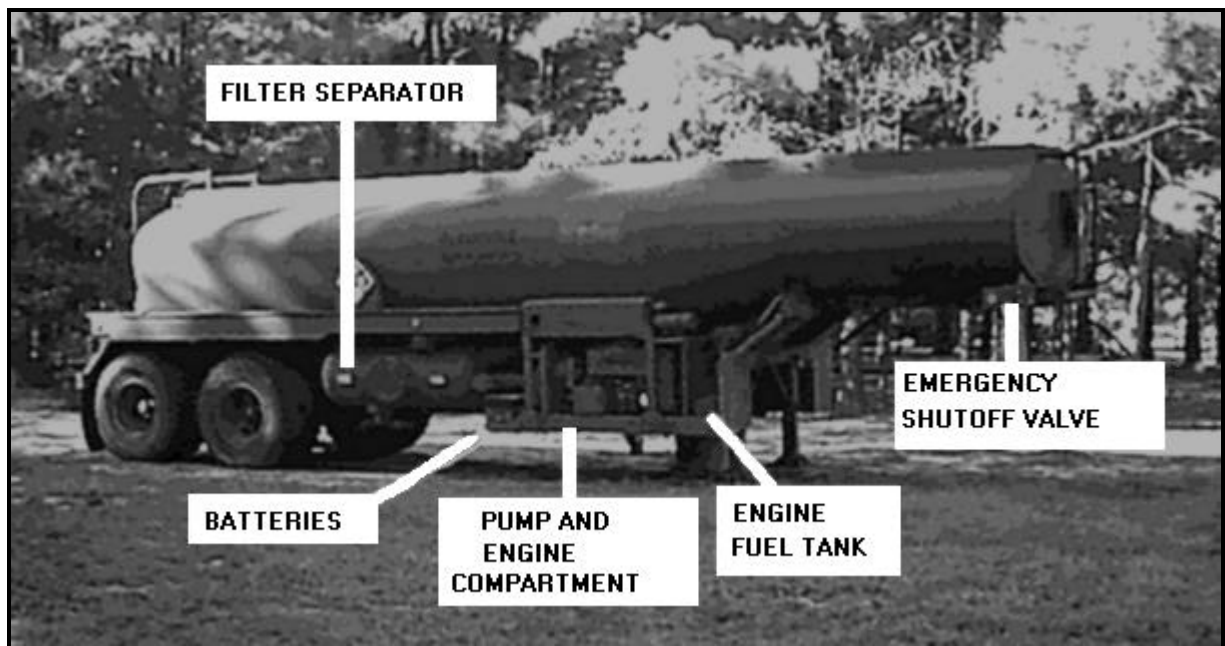 FILTER SEPARATOR
EMERGENCY
SHUTOFF VALVE
BATTERIES
PUMP AND
ENGINE
COMPARTMENT
ENGINE
FUEL TANK